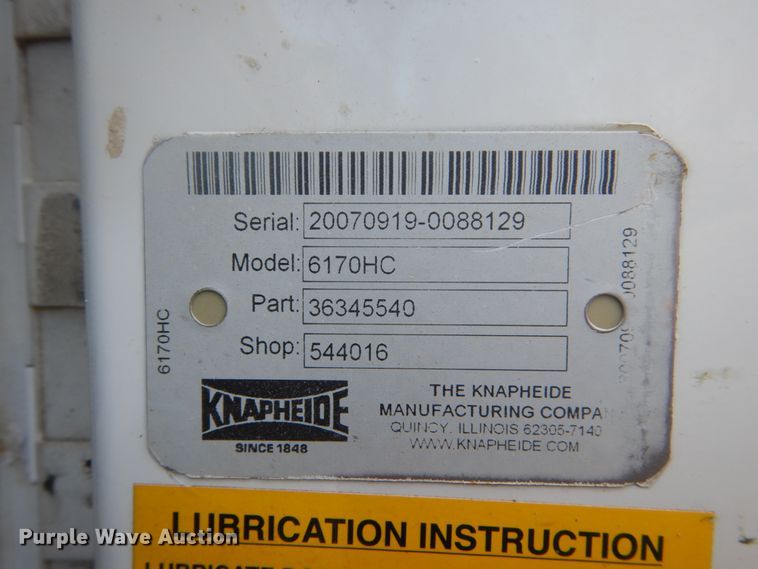 Serial: 20070919-0088129
Model: 6170HC
Part: 36345540
Shop: 544016
KNAPHEIDE
SINCE 1848
THE KNAPHEIDE
MANUFACTURING COMPAN
QUINCY, ILLINOIS 62305-7140
WWW.KNAPHEIDE.COM
6170HC
0088129
LUBRICATION INSTRUCTION
Purple Wave Auction